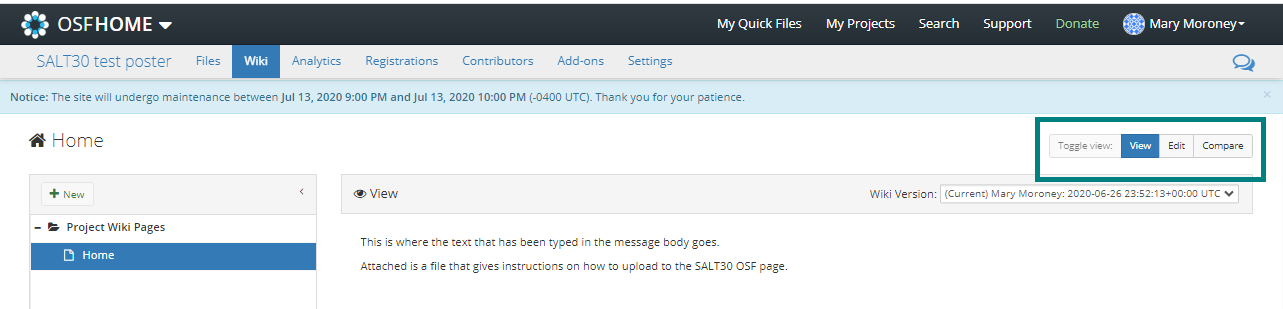 OSFHOME
My Quick Files My Projects Search Support Donate Mary Moroney
SALT30 test poster Files Wiki Analytics Registrations Contributors Add-ons Settings
Notice: The site will undergo maintenance between Jul 13, 2020 9:00 PM and Jul 13, 2020 10:00 PM (-0400 UTC). Thank you for your patience. ×
Home
Toggle view: View Edit Compare
+ New
Project Wiki Pages
Home
View
Wiki Version: (Current) Mary Moroney: 2020-06-26 23:52:13+00:00 UTC
This is where the text that has been typed in the message body goes.
Attached is a file that gives instructions on how to upload to the SALT30 OSF page.